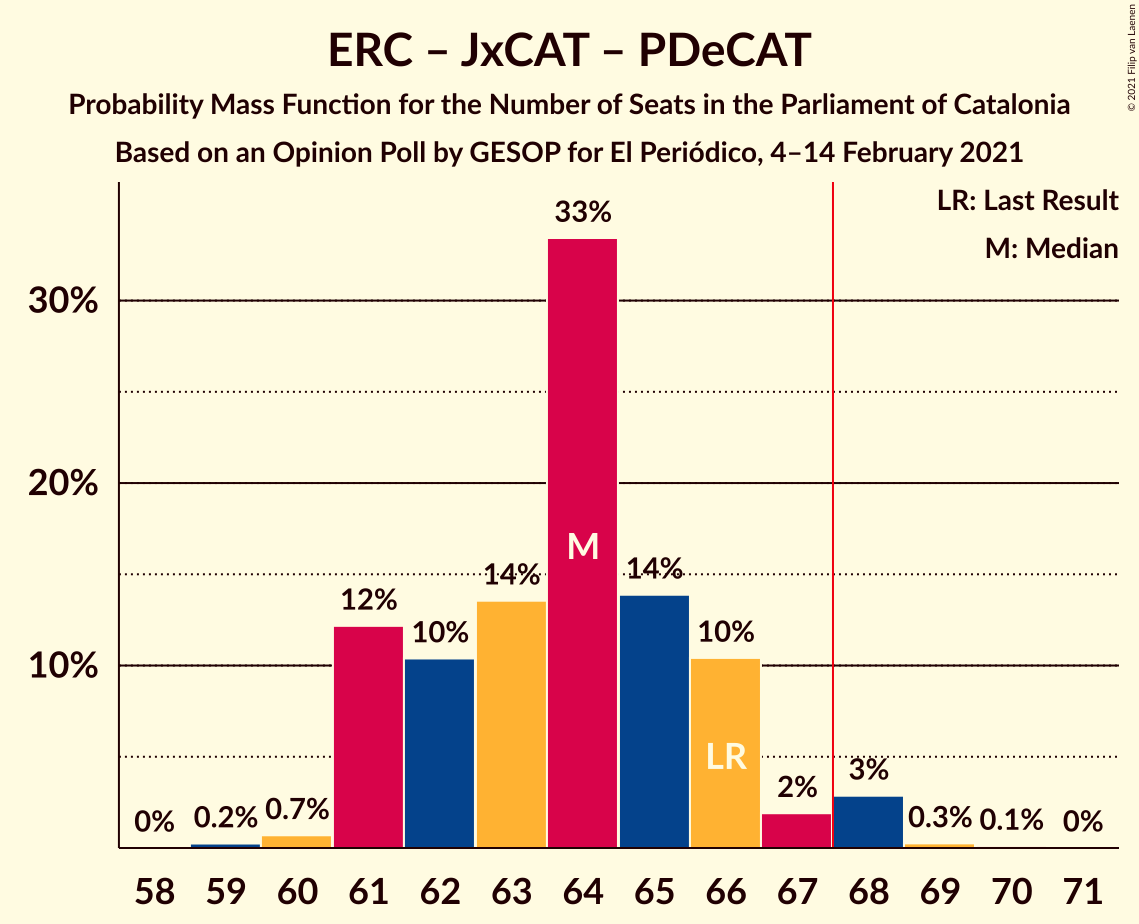 ERC – JxCAT – PDeCAT
Probability Mass Function for the Number of Seats in the Parliament of Catalonia
Based on an Opinion Poll by GESOP for El Periódico, 4–14 February 2021
© 2021 Filip van Laenen
LR: Last Result
M: Median
30%
20%
10%
0%
0.2%
0.7%
12%
10%
14%
33%
14%
10%
2%
3%
0.3%
0.1%
0%
M
LR
58 59 60 61 62 63 64 65 66 67 68 69 70 71